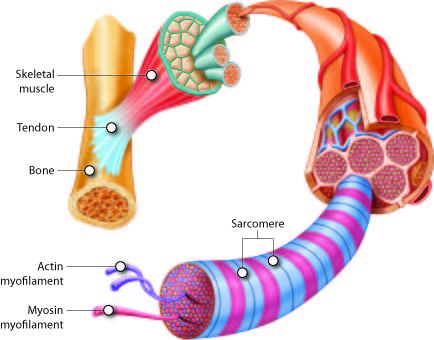 Skeletal
muscle
Tendon
Bone
Sarcomere
Actin
myofilament
Myosin
myofilament